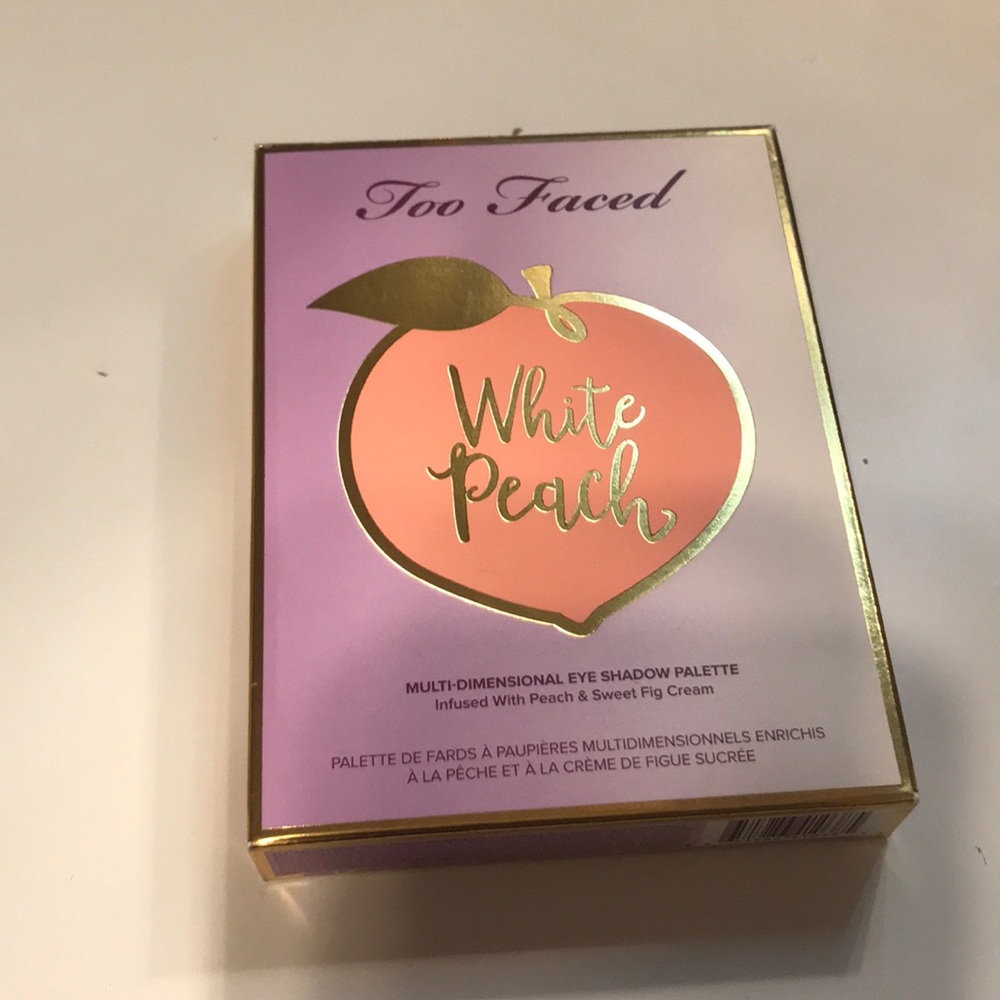 Too Faced
White
Peach
MULTI-DIMENSIONAL EYE SHADOW PALETTE
Infused With Peach & Sweet Fig Cream
PALETTE DE FARDS À PAUPIÈRES MULTIDIMENSIONNELS ENRICHIS
À LA PÊCHE ET À LA CRÈME DE FIGUE SUCRÉE